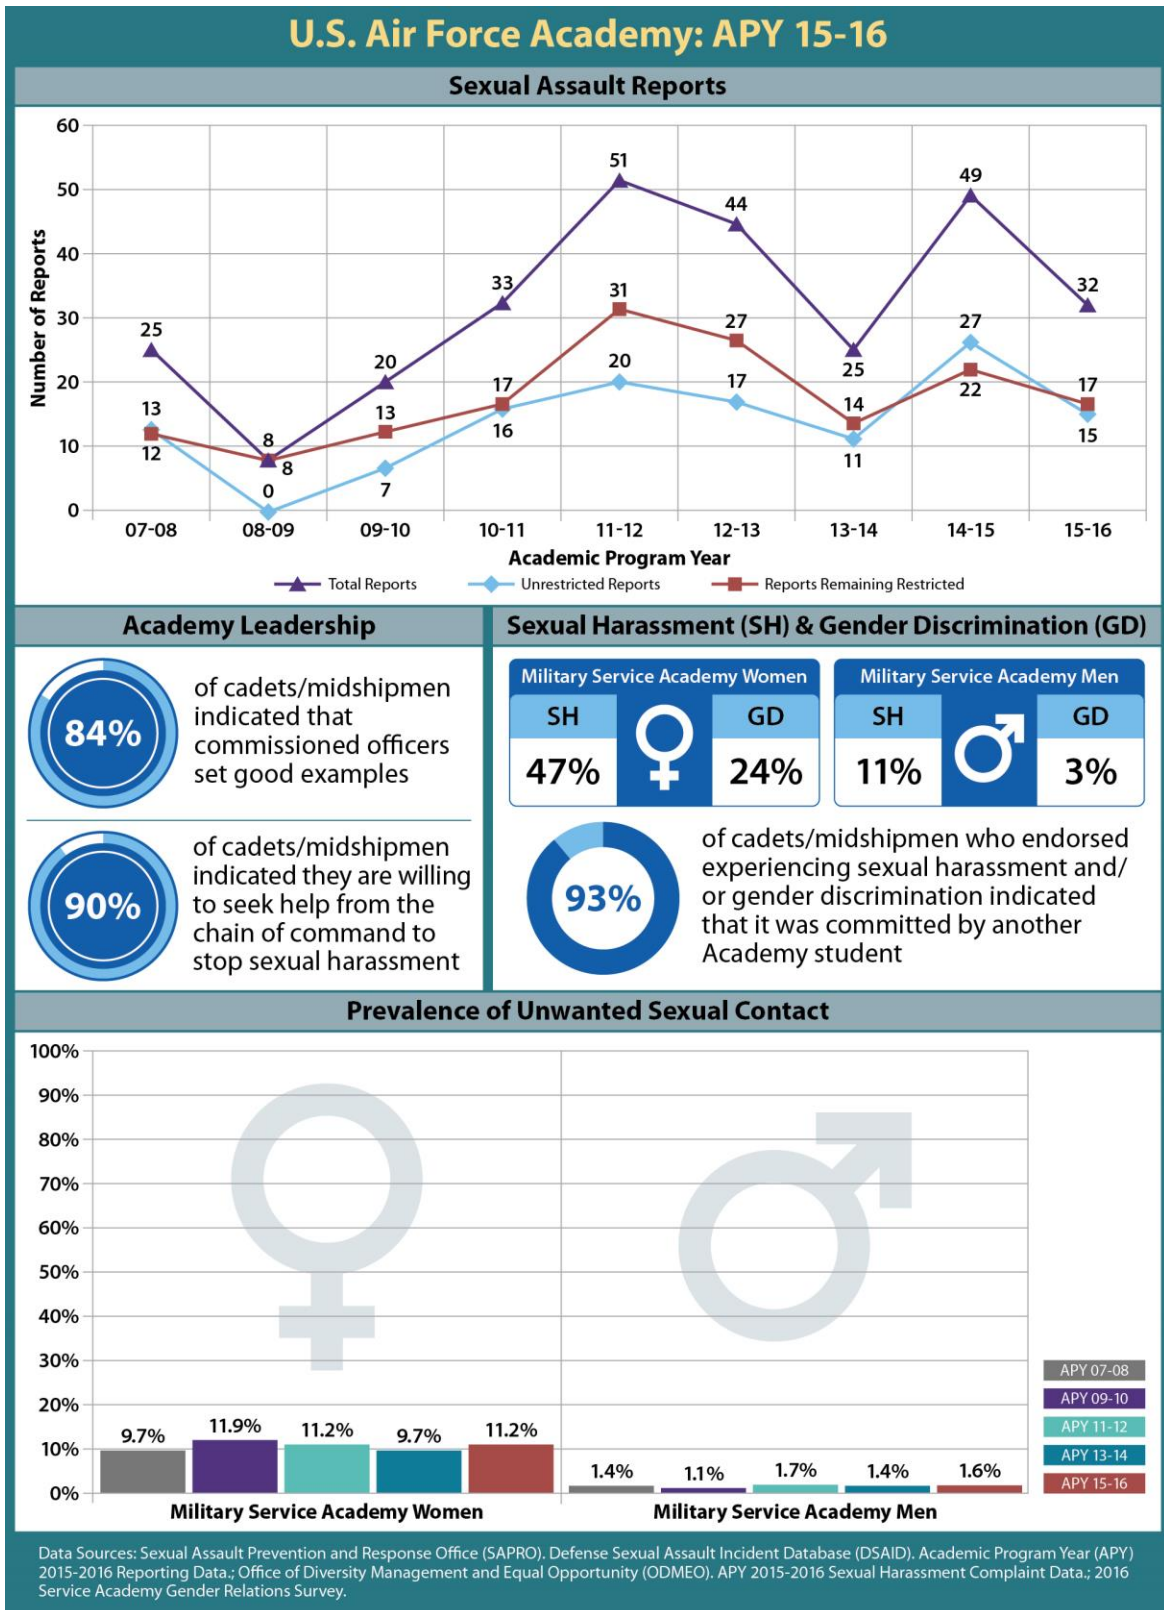 U.S. Air Force Academy: APY 15-16
Sexual Assault Reports
Number of Reports
60
50
40
30
20
10
0
25
13
12
8
8
0
20
13
7
33
17
16
51
31
20
44
27
17
25
14
11
49
27
22
32
17
15
07-08 08-09 09-10 10-11 11-12 12-13 13-14 14-15 15-16
Academic Program Year
Total Reports Unrestricted Reports Reports Remaining Restricted
Academy Leadership
84%
of cadets/midshipmen
indicated that
commissioned officers
set good examples
90%
of cadets/midshipmen
indicated they are willing
to seek help from the
chain of command to
stop sexual harassment
Sexual Harassment (SH) & Gender Discrimination (GD)
Military Service Academy Women
SH GD
47% 24%
Military Service Academy Men
SH GD
11% 3%
93%
of cadets/midshipmen who endorsed
experiencing sexual harassment and/
or gender discrimination indicated
that it was committed by another
Academy student
Prevalence of Unwanted Sexual Contact
100%
90%
80%
70%
60%
50%
40%
30%
20%
10%
0%
9.7% 11.9% 11.2% 9.7% 11.2%
1.4% 1.1% 1.7% 1.4% 1.6%
Military Service Academy Women Military Service Academy Men
APY 07-08
APY 09-10
APY 11-12
APY 13-14
APY 15-16
Data Sources: Sexual Assault Prevention and Response Office (SAPRO). Defense Sexual Assault Incident Database (DSAID). Academic Program Year (APY)
2015-2016 Reporting Data.; Office of Diversity Management and Equal Opportunity (ODMEO). APY 2015-2016 Sexual Harassment Complaint Data.; 2016
Service Academy Gender Relations Survey.